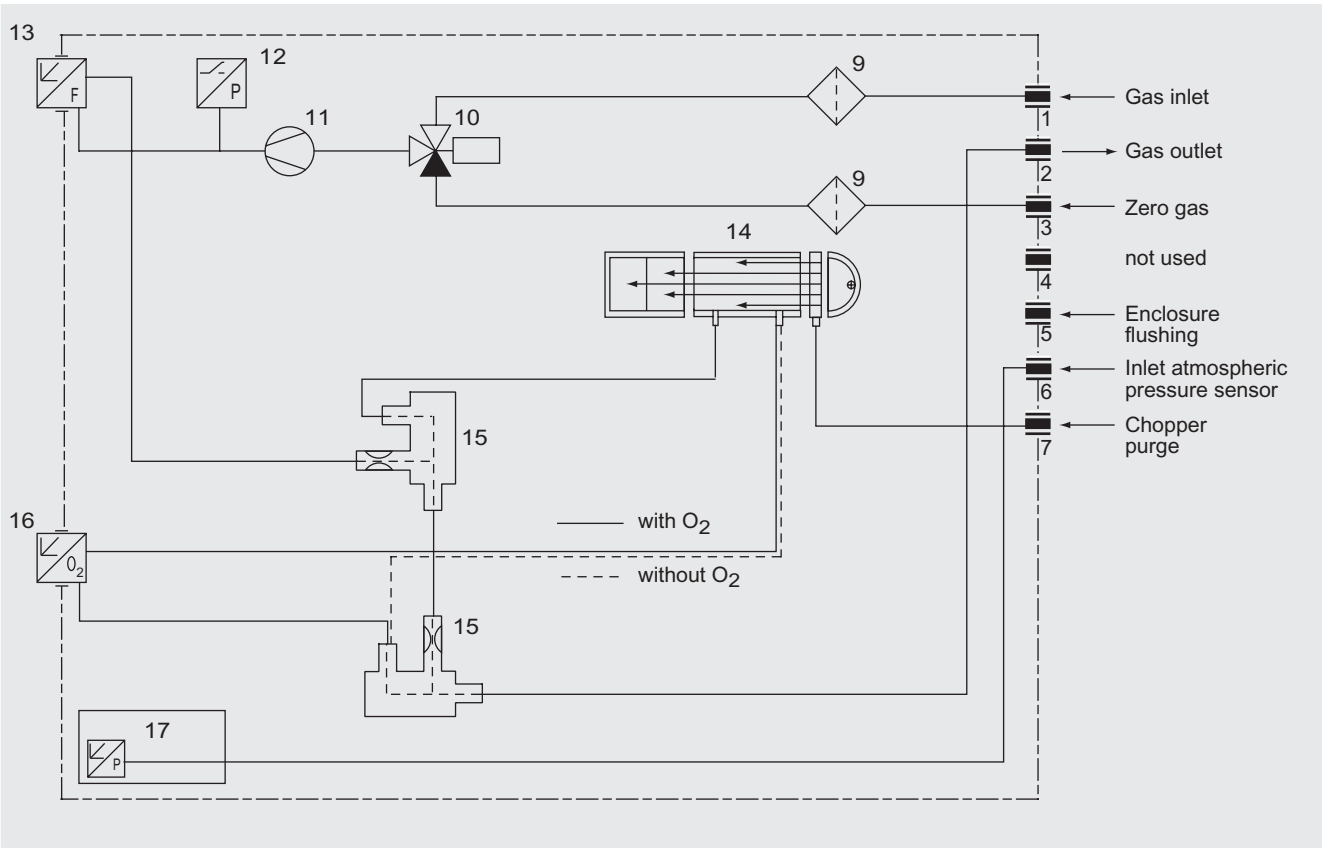 13
12
F
P
11
10
9
1
Gas inlet
2
Gas outlet
9
3
Zero gas
14
4
not used
5
Enclosure
flushing
6
Inlet atmospheric
pressure sensor
7
Chopper
purge
15
16
O2
with O2
without O2
15
17
P